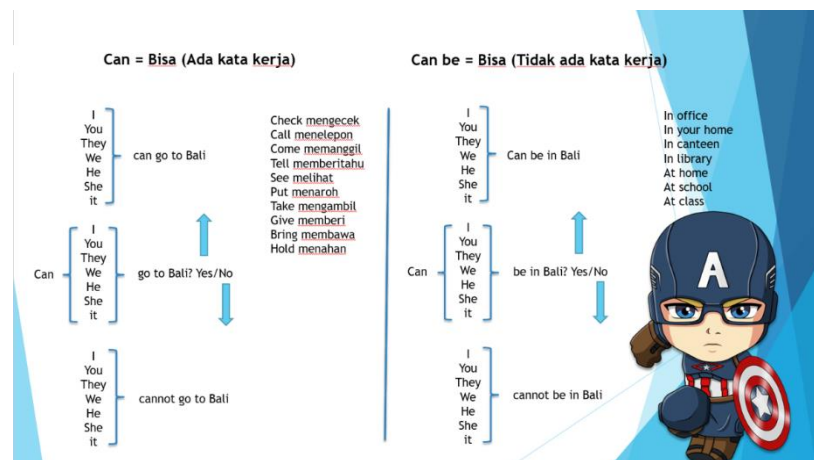 Can = Bisa (Ada kata kerja)
I
You
They
We
He
She
it
can go to Bali
Check mengecek
Call menelepon
Come memanggil
Tell memberitahu
See melihat
Put menaroh
Take mengambil
Give memberi
Bring membawa
Hold menahan
Can
I
You
They
We
He
She
it
go to Bali? Yes/No
I
You
They
We
He
She
it
cannot go to Bali
Can be = Bisa (Tidak ada kata kerja)
I
You
They
We
He
She
it
Can be in Bali
In office
In your home
In canteen
In library
At home
At school
At class
Can
I
You
They
We
He
She
it
be in Bali? Yes/No
I
You
They
We
He
She
it
cannot be in Bali
A